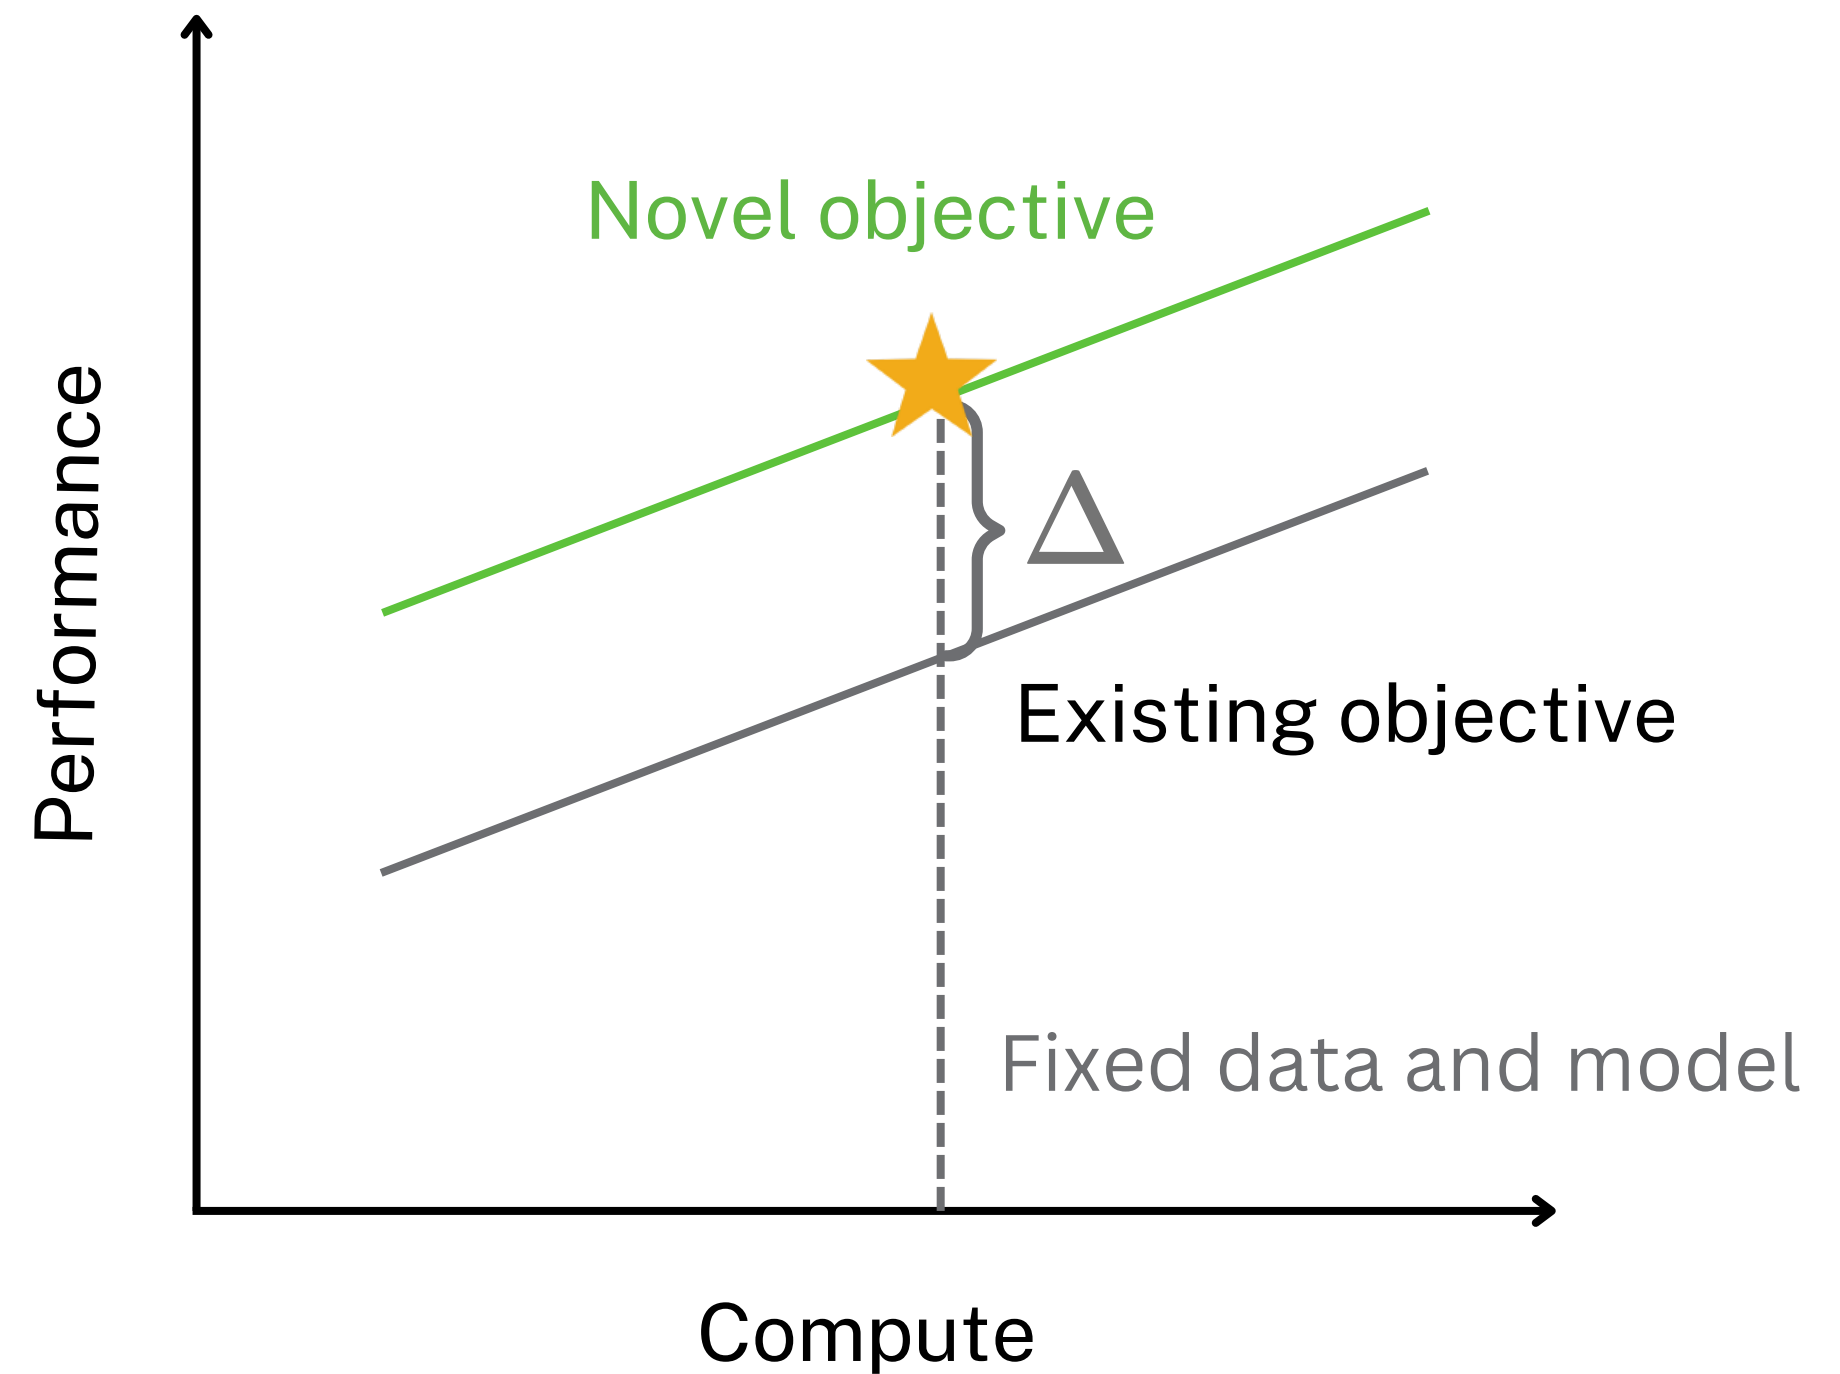 Novel objective
Performance
Δ
Existing objective
Fixed data and model
Compute